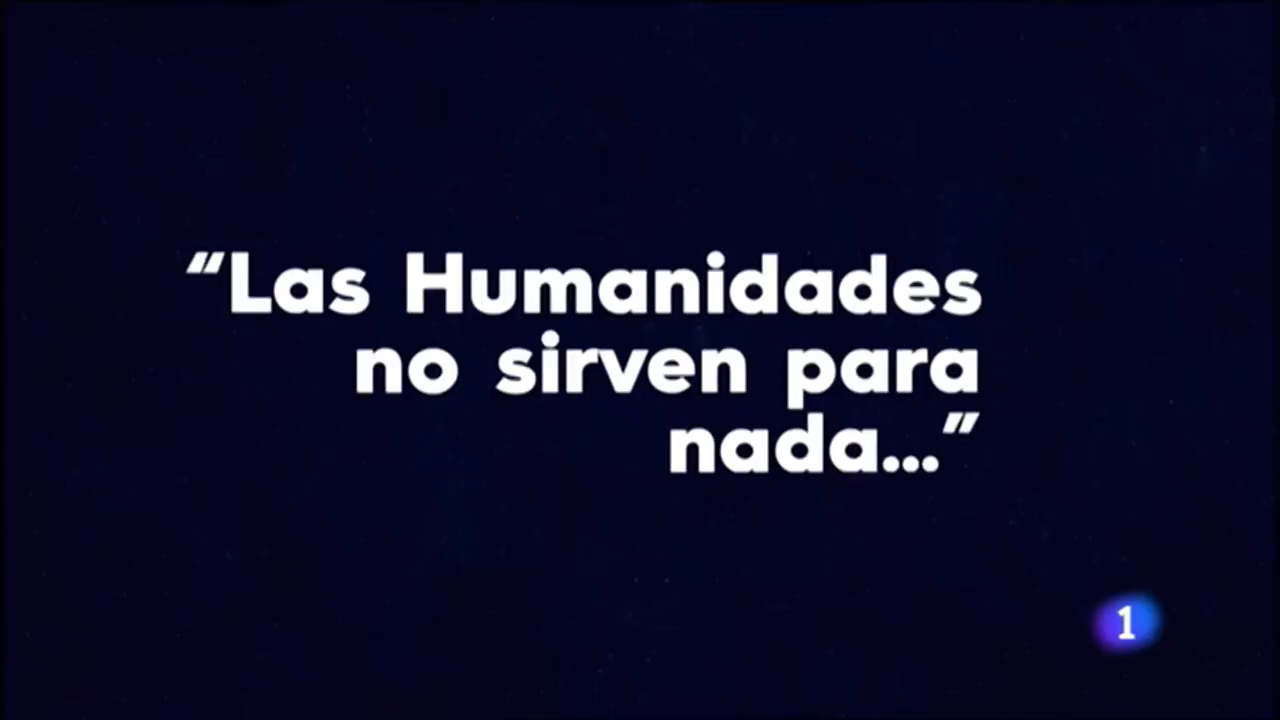 “Las Humanidades
no sirven para
nada...”
1